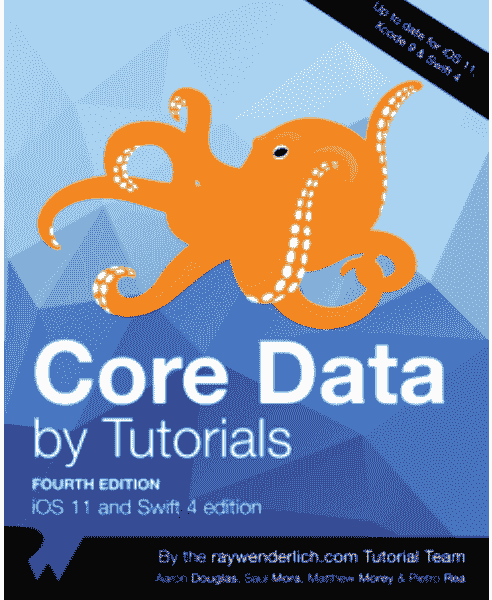 Up to date for iOS 11,
Xcode 9 & Swift 4
Core Data
by Tutorials
FOURTH EDITION
iOS 11 and Swift 4 edition
By the raywenderlich.com Tutorial Team
Aaron Douglas, Saul Mora, Matthew Morey & Pietro Rea